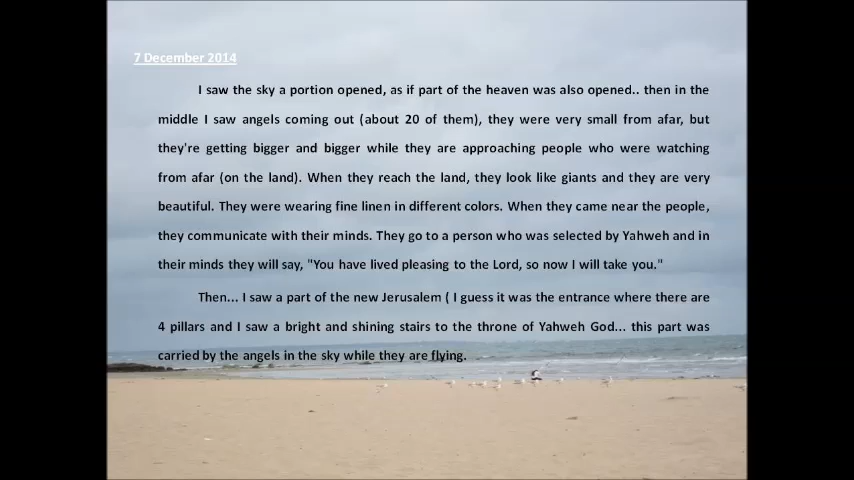 7 December 2014
I saw the sky a portion opened, as if part of the heaven was also opened.. then in the
middle I saw angels coming out (about 20 of them), they were very small from afar, but
they're getting bigger and bigger while they are approaching people who were watching
from afar (on the land). When they reach the land, they look like giants and they are very
beautiful. They were wearing fine linen in different colors. When they came near the people,
they communicate with their minds. They go to a person who was selected by Yahweh and in
their minds they will say, "You have lived pleasing to the Lord, so now I will take you."
Then... I saw a part of the new Jerusalem ( I guess it was the entrance where there are
4 pillars and I saw a bright and shining stairs to the throne of Yahweh God... this part was
carried by the angels in the sky while they are flying.